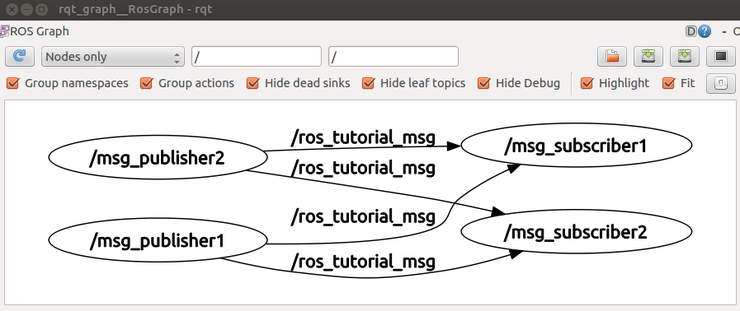 rqt_graph__RosGraph - rqt
ROS Graph
D ? - O
Nodes only / /
Group namespaces Group actions Hide dead sinks Hide leaf topics Hide Debug Highlight Fit
/ros_tutorial_msg
/msg_publisher2 /msg_subscriber1
/ros_tutorial_msg
/ros_tutorial_msg
/msg_publisher1 /msg_subscriber2
/ros_tutorial_msg